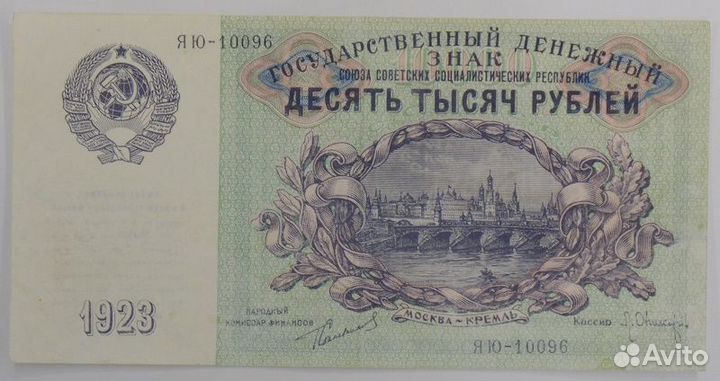 ЯЮ-10096
ГОСУДАРСТВЕННЫЙ ДЕНЕЖНЫЙ
ЗНАК
СОЮЗА СОВЕТСКИХ СОЦИАЛИСТИЧЕСКИХ РЕСПУБЛИК
ДЕСЯТЬ ТЫСЯЧ РУБЛЕЙ
1923
НАРОДНЫЙ
КОМИССАР ФИНАНСОВ
МОСКВА-КРЕМЛЬ
Кассир
ЯЮ-10096
Avito